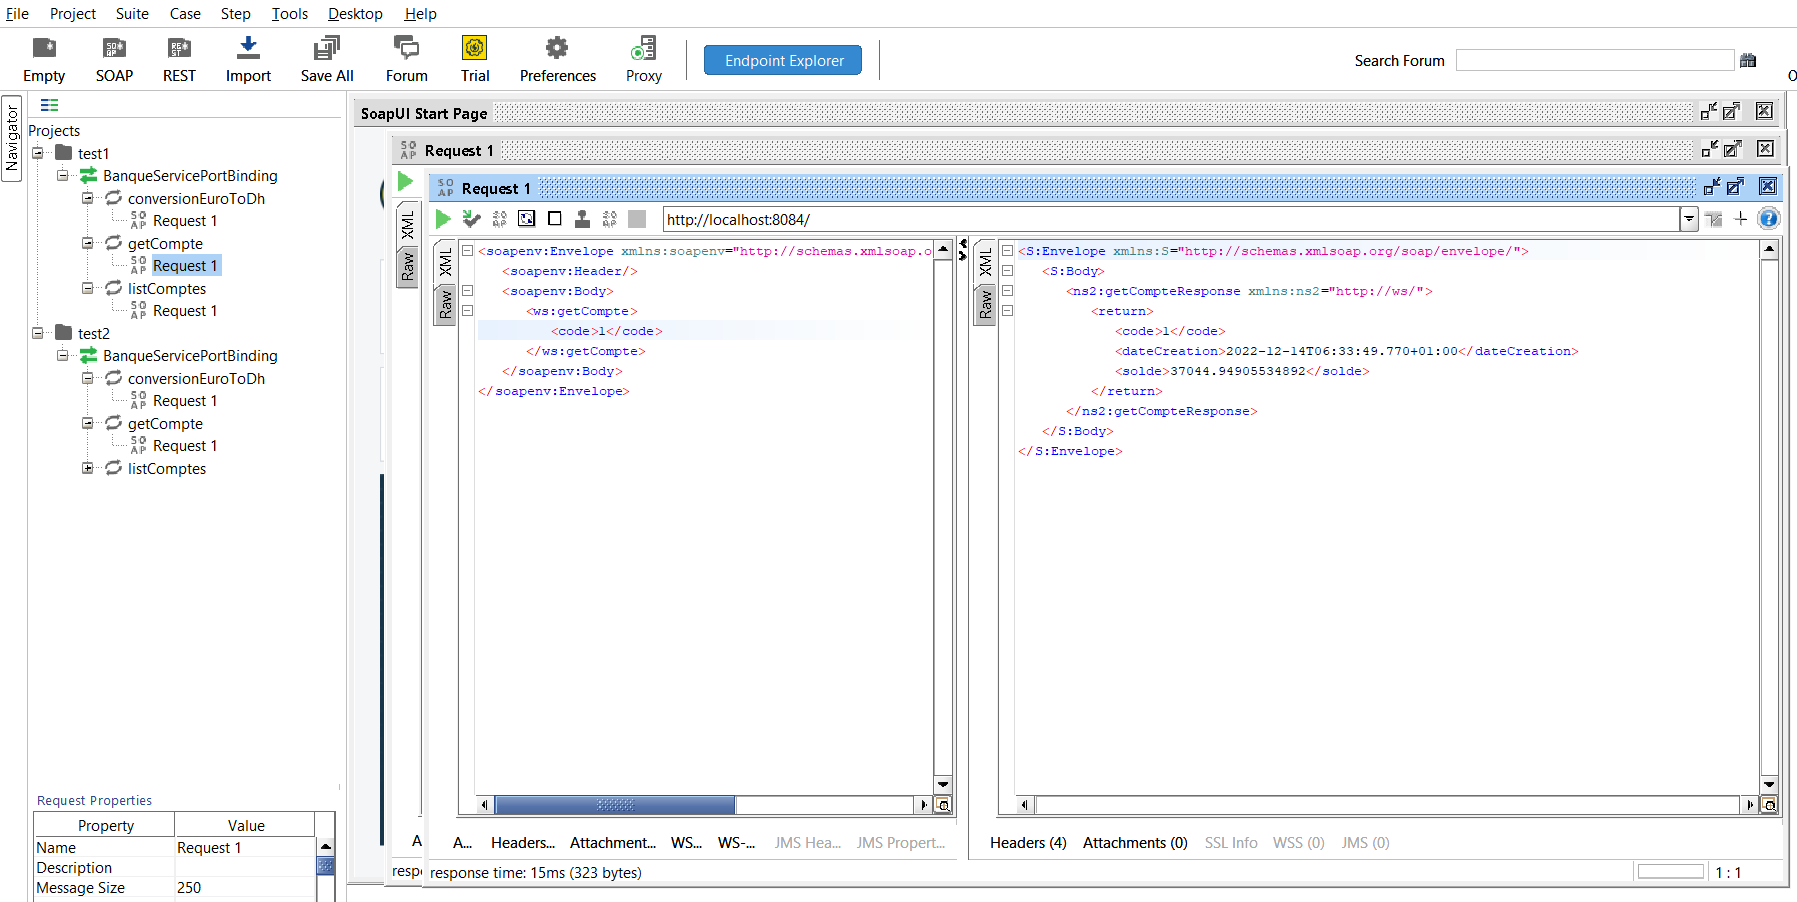 File Project Suite Case Step Tools Desktop Help
Empty SOAP REST Import Save All Forum Trial Preferences Proxy Endpoint Explorer Search Forum
Navigator
Projects
test1
BanqueServicePortBinding
conversionEuroToDh
Request 1
getCompte
Request 1
listComptes
Request 1
test2
BanqueServicePortBinding
conversionEuroToDh
Request 1
getCompte
Request 1
listComptes
Request Properties
Property Value
Name Request 1
Description
Message Size 250
SoapUI Start Page
Request 1
XML
Raw
Request 1
http://localhost:8084/
XML
Raw
<soapenv:Envelope xmlns:soapenv="http://schemas.xmlsoap.o
<soapenv:Header/>
<soapenv:Body>
<ws:getCompte>
<code>1</code>
</ws:getCompte>
</soapenv:Body>
</soapenv:Envelope>
XML
Raw
<S:Envelope xmlns:S="http://schemas.xmlsoap.org/soap/envelope/">
<S:Body>
<ns2:getCompteResponse xmlns:ns2="http://ws/">
<return>
<code>1</code>
<dateCreation>2022-12-14T06:33:49.770+01:00</dateCreation>
<solde>37044.94905534892</solde>
</return>
</ns2:getCompteResponse>
</S:Body>
</S:Envelope>
A... Headers... Attachment... WS... WS-... JMS Hea... JMS Propert...
Headers (4) Attachments (0) SSL Info WSS (0) JMS (0)
response time: 15ms (323 bytes)
1 : 1